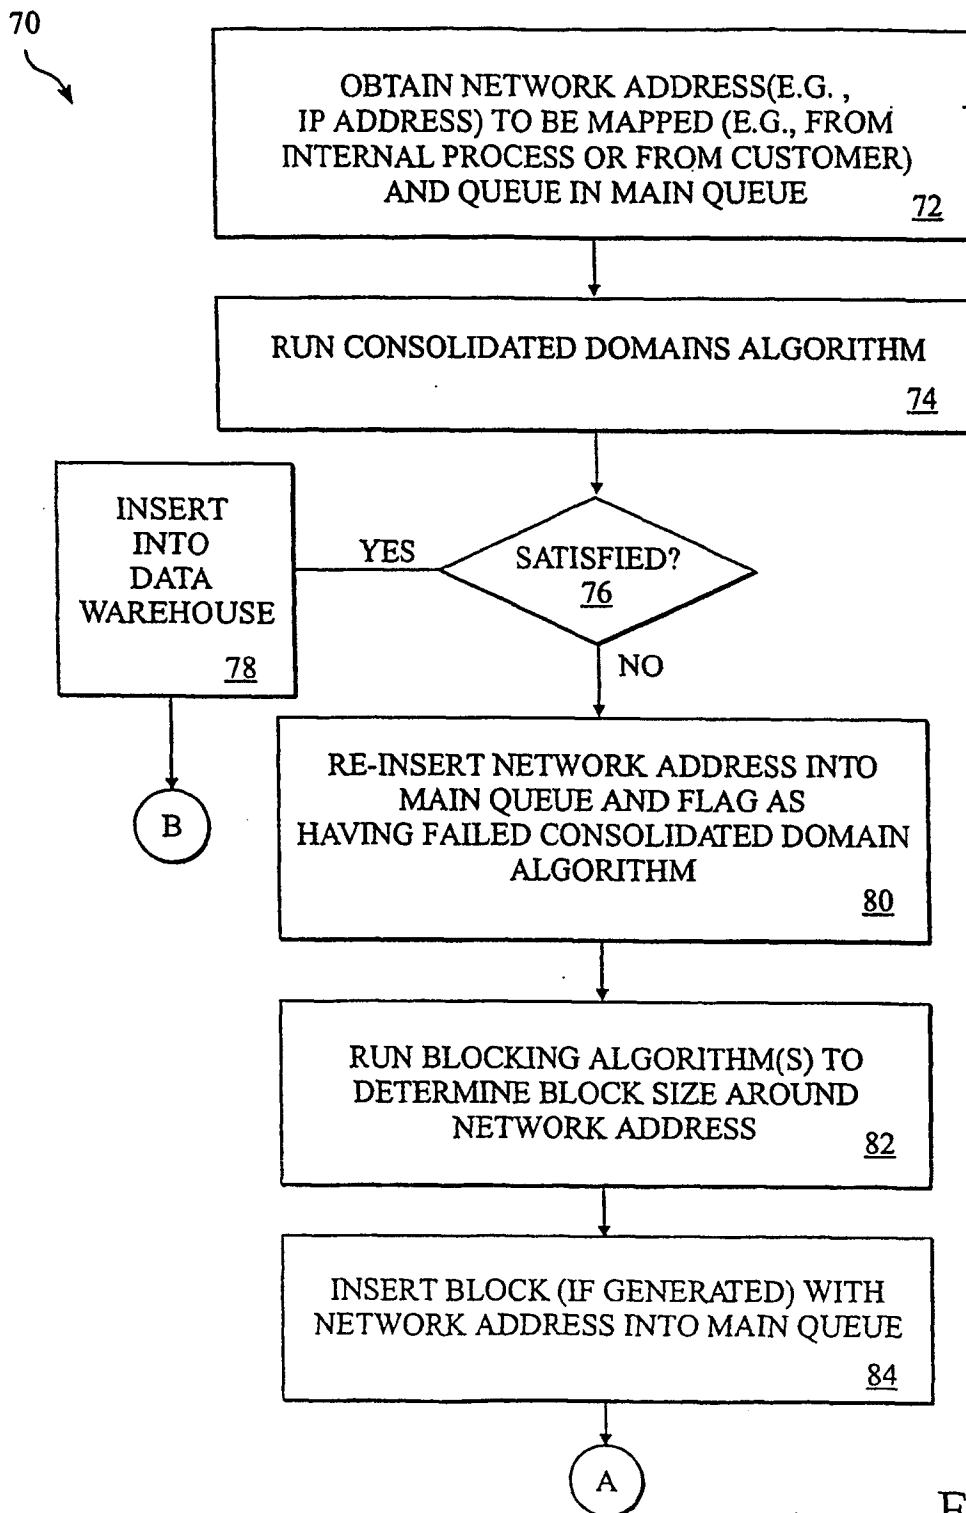 70
OBTAIN NETWORK ADDRESS(E.G. ,
IP ADDRESS) TO BE MAPPED (E.G., FROM
INTERNAL PROCESS OR FROM CUSTOMER)
AND QUEUE IN MAIN QUEUE
72
RUN CONSOLIDATED DOMAINS ALGORITHM
74
INSERT
INTO
DATA
WAREHOUSE
78
YES
SATISFIED?
76
NO
B
RE-INSERT NETWORK ADDRESS INTO
MAIN QUEUE AND FLAG AS
HAVING FAILED CONSOLIDATED DOMAIN
ALGORITHM
80
RUN BLOCKING ALGORITHM(S) TO
DETERMINE BLOCK SIZE AROUND
NETWORK ADDRESS
82
INSERT BLOCK (IF GENERATED) WITH
NETWORK ADDRESS INTO MAIN QUEUE
84
A